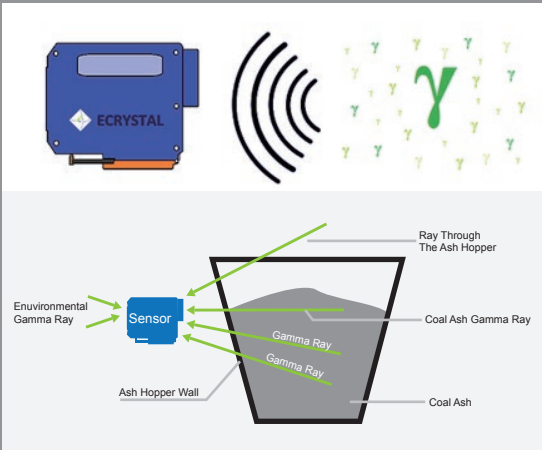 ECRYSTAL
γ
Ray Through
The Ash Hopper
Enuvironmental
Gamma Ray
Sensor
Coal Ash Gamma Ray
Gamma Ray
Gamma Ray
Ash Hopper Wall
Coal Ash